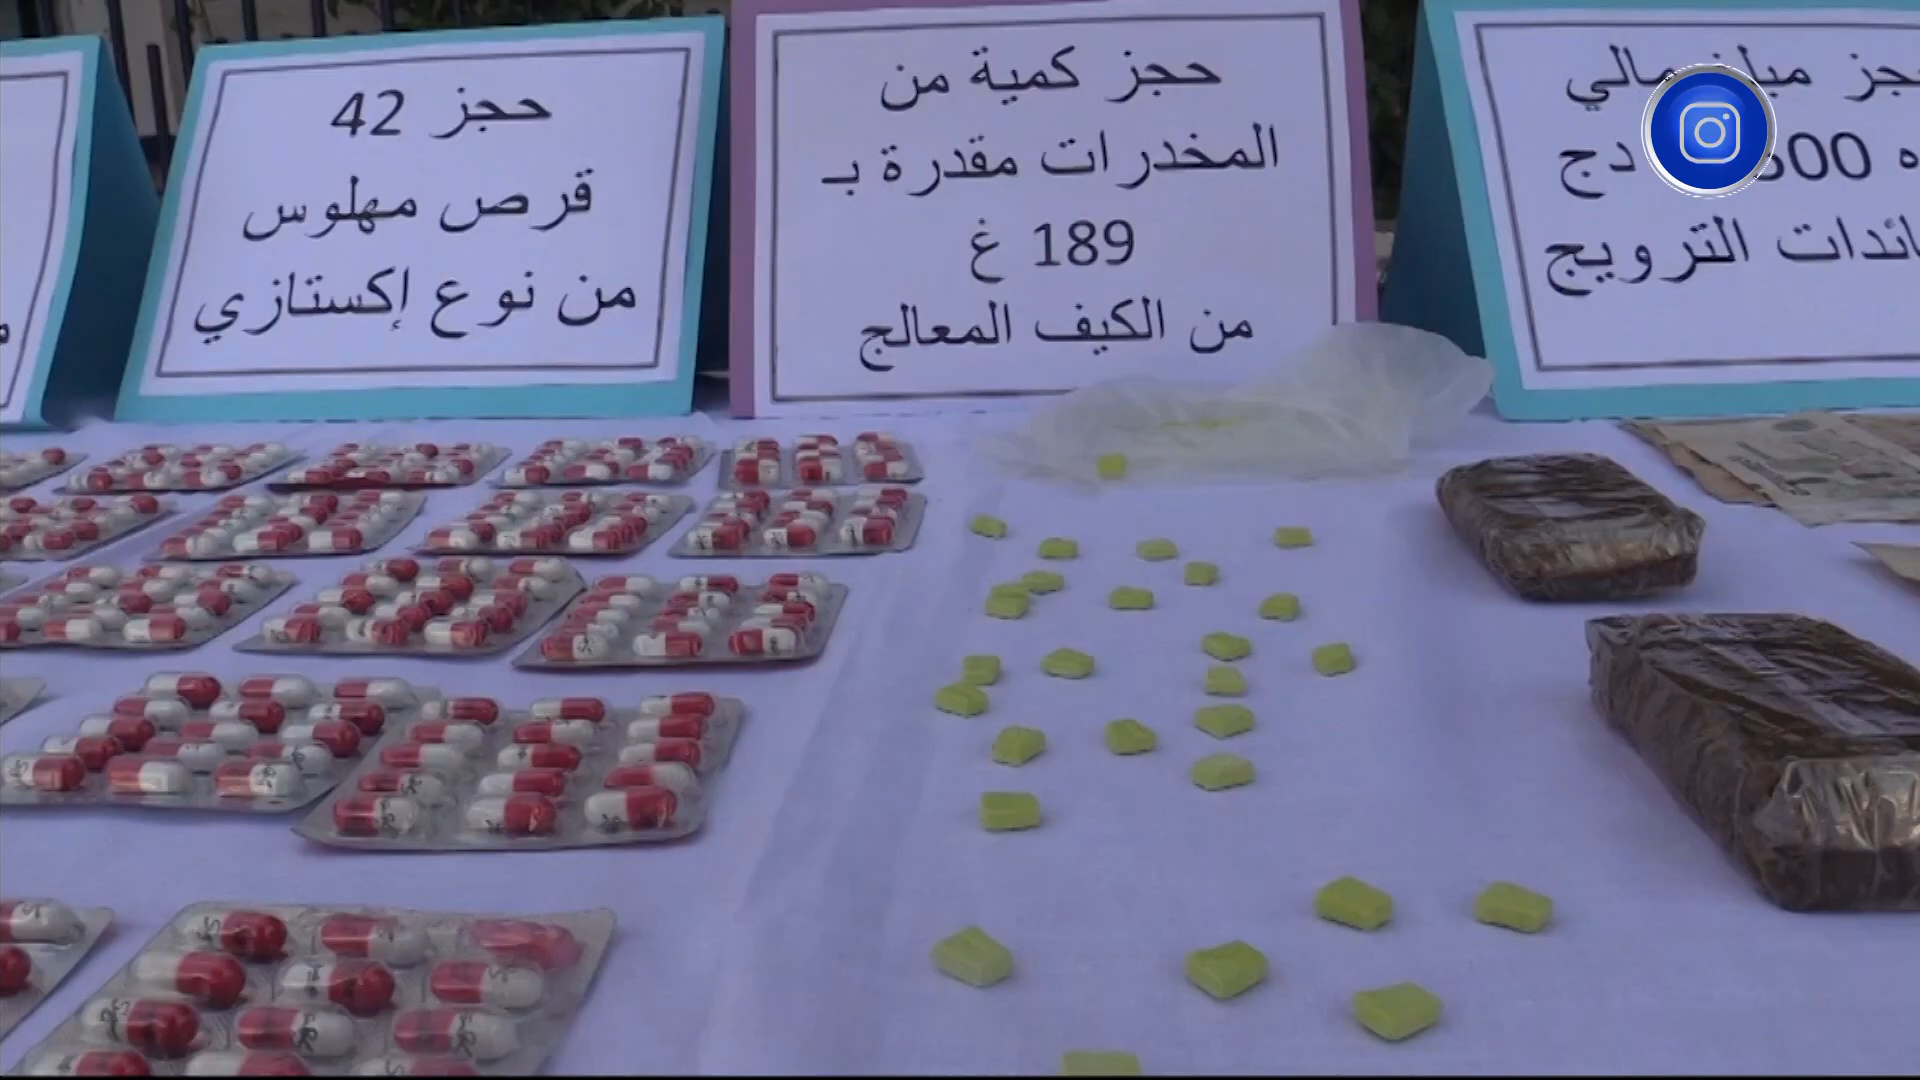 حجز 42
قرص مهلوس
من نوع إكستازي
حجز كمية من
المخدرات مقدرة بـ
189 غ
من الكيف المعالج
مالي
دج
الترويج